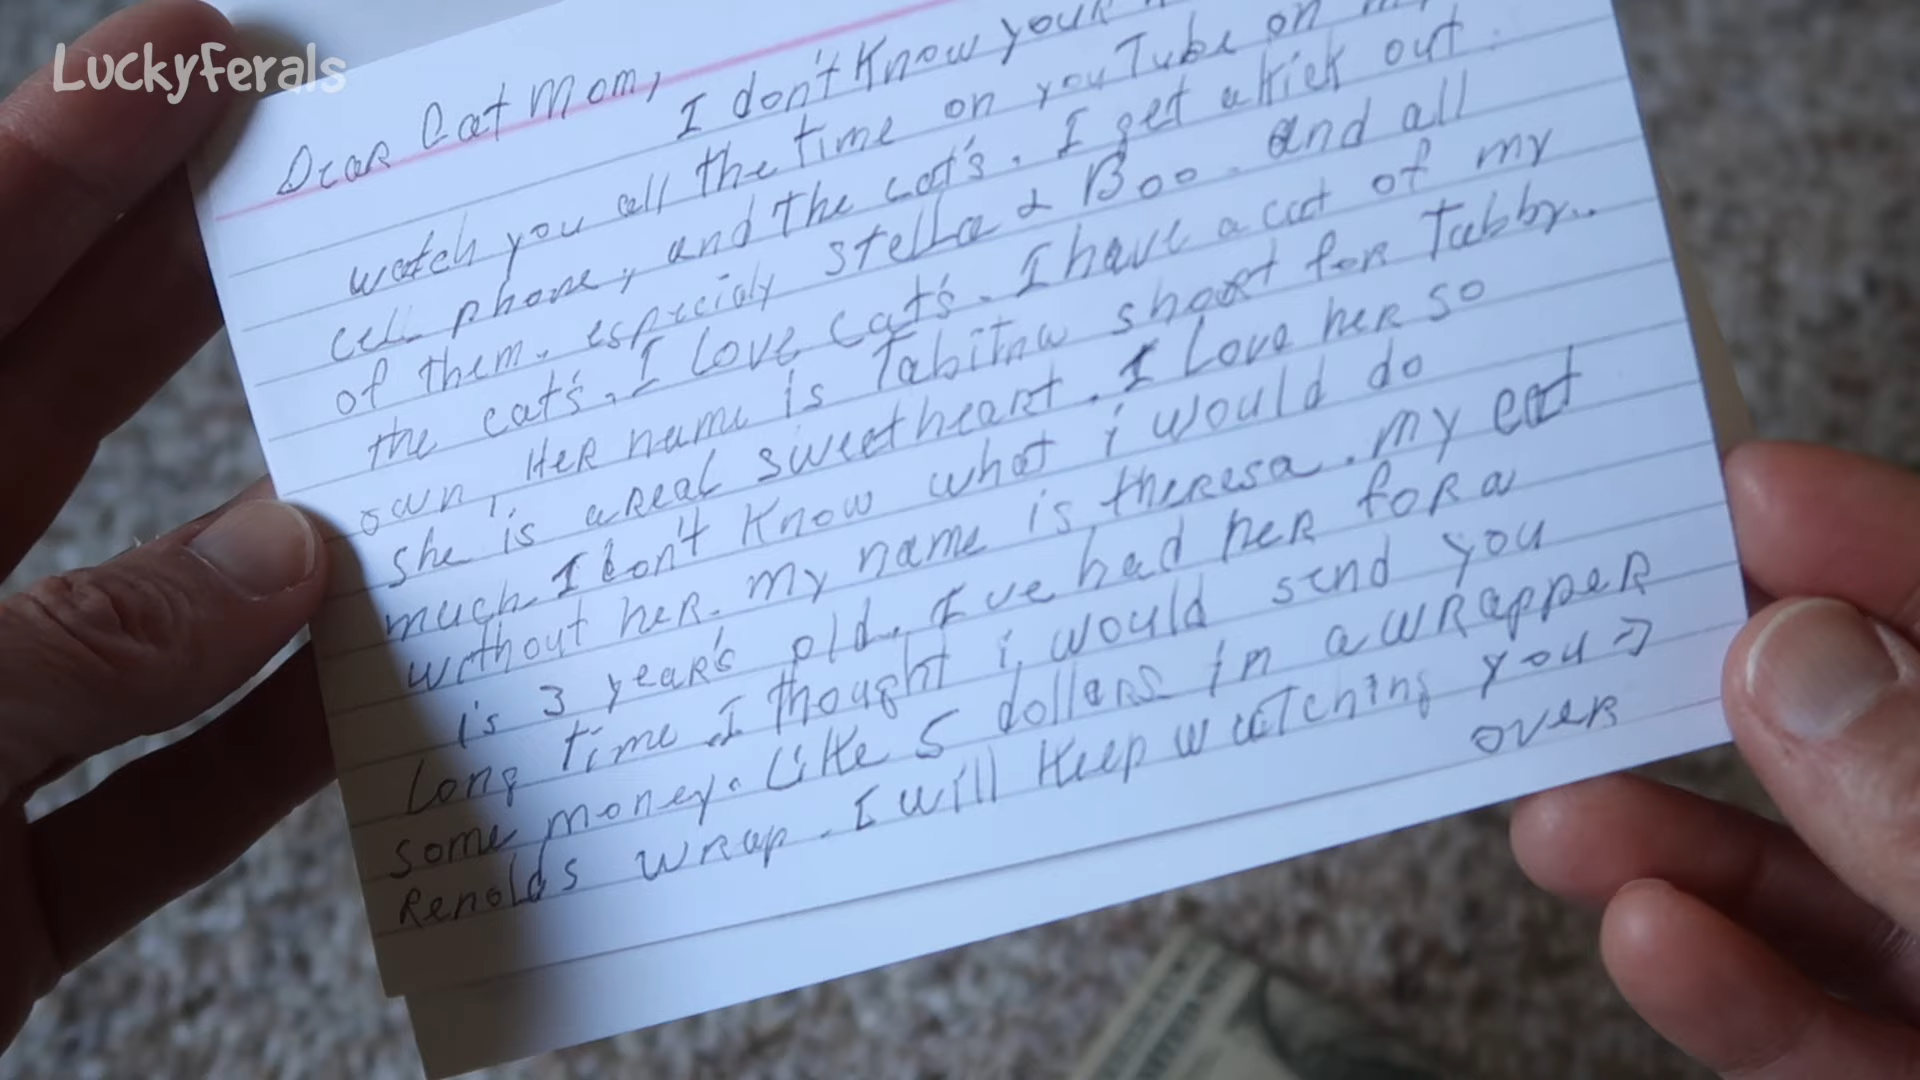 Luckyferals
Dear Cat Mom,
I don't know your
watch you all the time on youTube on
cell phone, and the cat's. I get a kick out
of them. especialy Stella & Boo. and all
the cat's. I Love cat's. I have a cat of my
own, Her name is Tabitha short for Tabby..
she is a real sweetheart. I Love her so
much. I don't know what i would do
without her. my name is theresa. my cat
is 3 year's old. I've had her for a
long time. I thought i would send you
some money. Like 5 dollars in a wrapper
Renolds wrap. I will keep watching you →
over